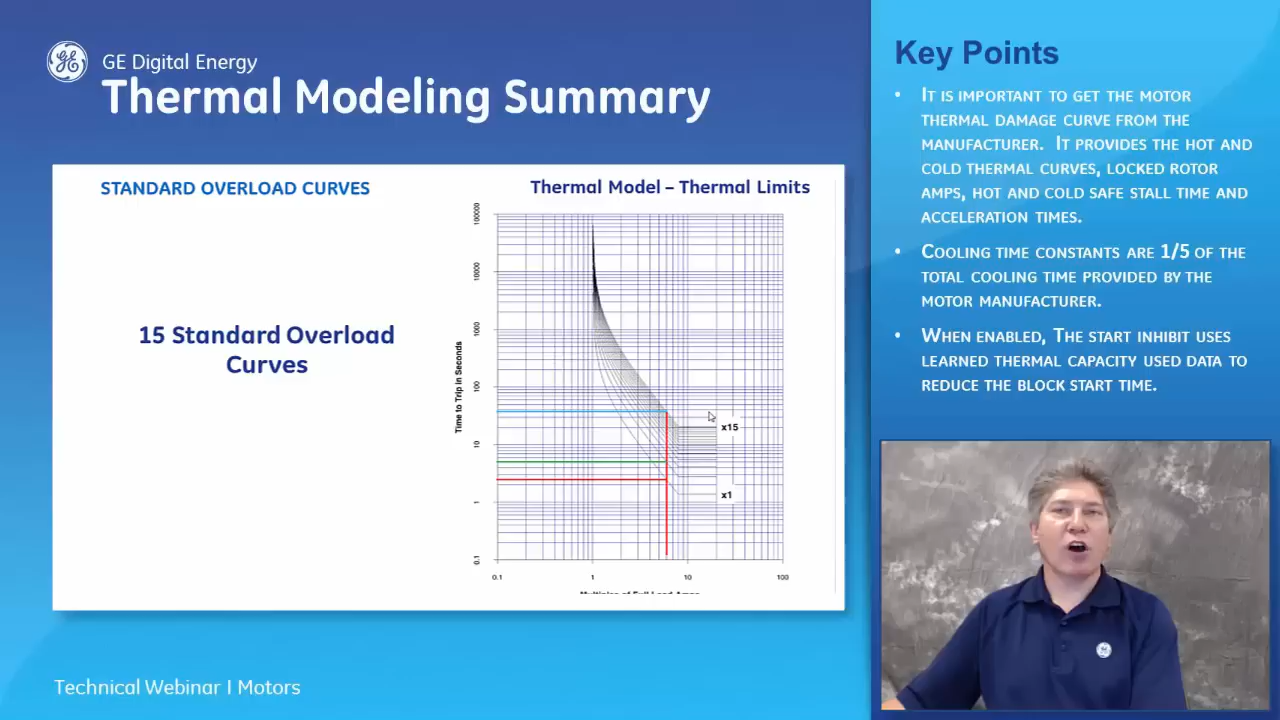 GE Digital Energy
Thermal Modeling Summary
STANDARD OVERLOAD CURVES
15 Standard Overload
Curves
Thermal Model – Thermal Limits
Time to Trip in Seconds
100000
10000
1000
100
10
1
0.1
x15
x1
0.1 1 10 100
Multiples of Full Load Amps
Technical Webinar | Motors
Key Points
• IT IS IMPORTANT TO GET THE MOTOR
THERMAL DAMAGE CURVE FROM THE
MANUFACTURER. IT PROVIDES THE HOT AND
COLD THERMAL CURVES, LOCKED ROTOR
AMPS, HOT AND COLD SAFE STALL TIME AND
ACCELERATION TIMES.
• COOLING TIME CONSTANTS ARE 1/5 OF THE
TOTAL COOLING TIME PROVIDED BY THE
MOTOR MANUFACTURER.
• WHEN ENABLED, THE START INHIBIT USES
LEARNED THERMAL CAPACITY USED DATA TO
REDUCE THE BLOCK START TIME.